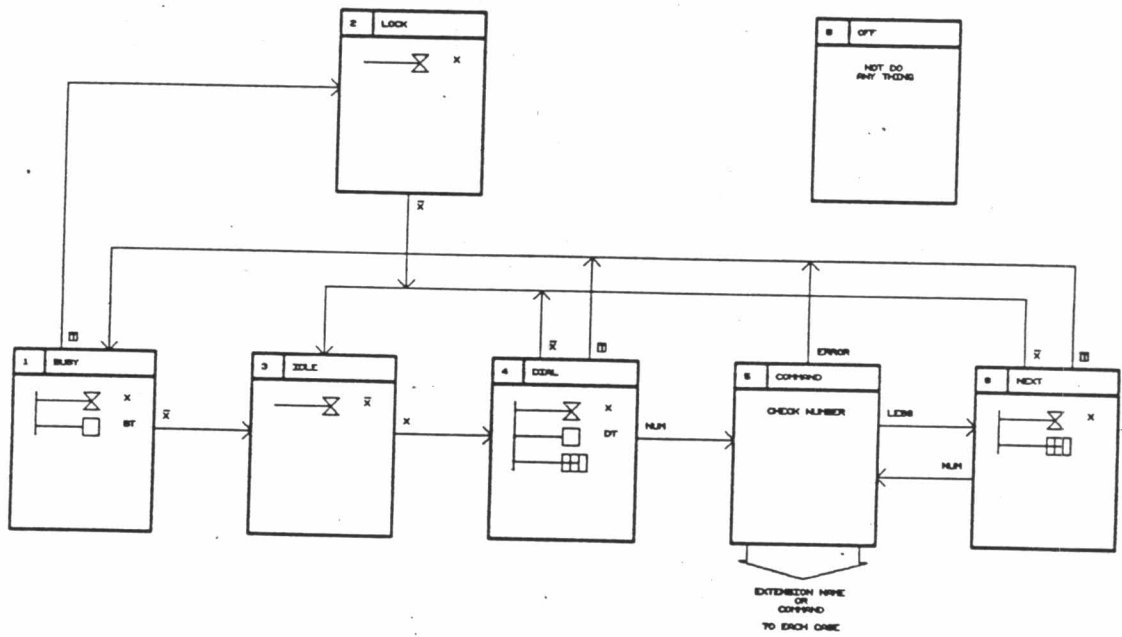 2 LOCK
X
OFF
NOT DO
ANY THING
X̅
T
1 BUSY
X
BT
X̅
3 IDLE
X̅
X
X̅
T
4 DIAL
X
DT
NUM
ERROR
5 COMMAND
CHECK NUMBER
LESS
NUM
X̅
T
6 NEXT
X
EXTENSION NAME
OR
COMMAND
TO EACH CASE